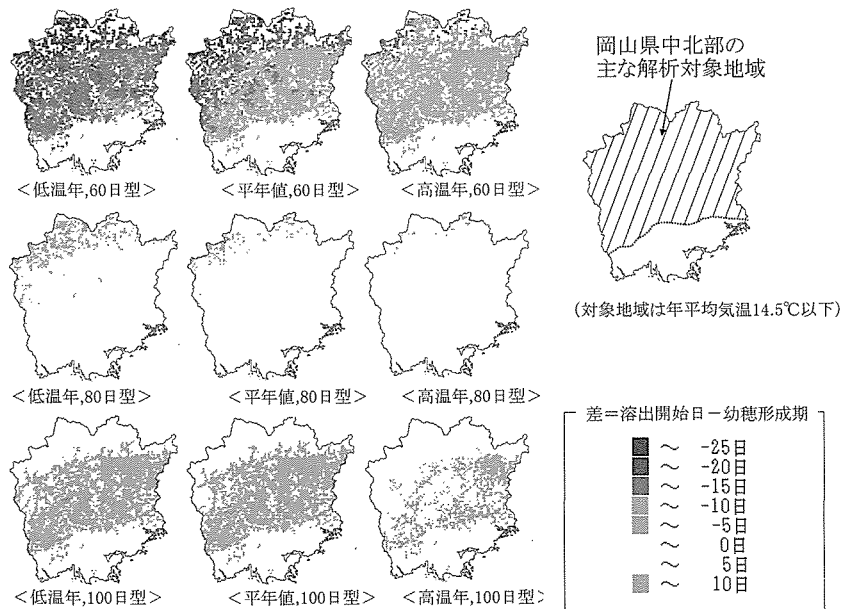 岡山県中北部の
主な解析対象地域
<低温年,60日型>
<平年値,60日型>
<高温年,60日型>
(対象地域は年平均気温14.5℃以下)
<低温年,80日型>
<平年値,80日型>
<高温年,80日型>
差=溶出開始日-幼穂形成期
~ -25日
~ -20日
~ -15日
~ -10日
~ -5日
~ 0日
~ 5日
~ 10日
<低温年,100日型>
<平年値,100日型>
<高温年,100日型>